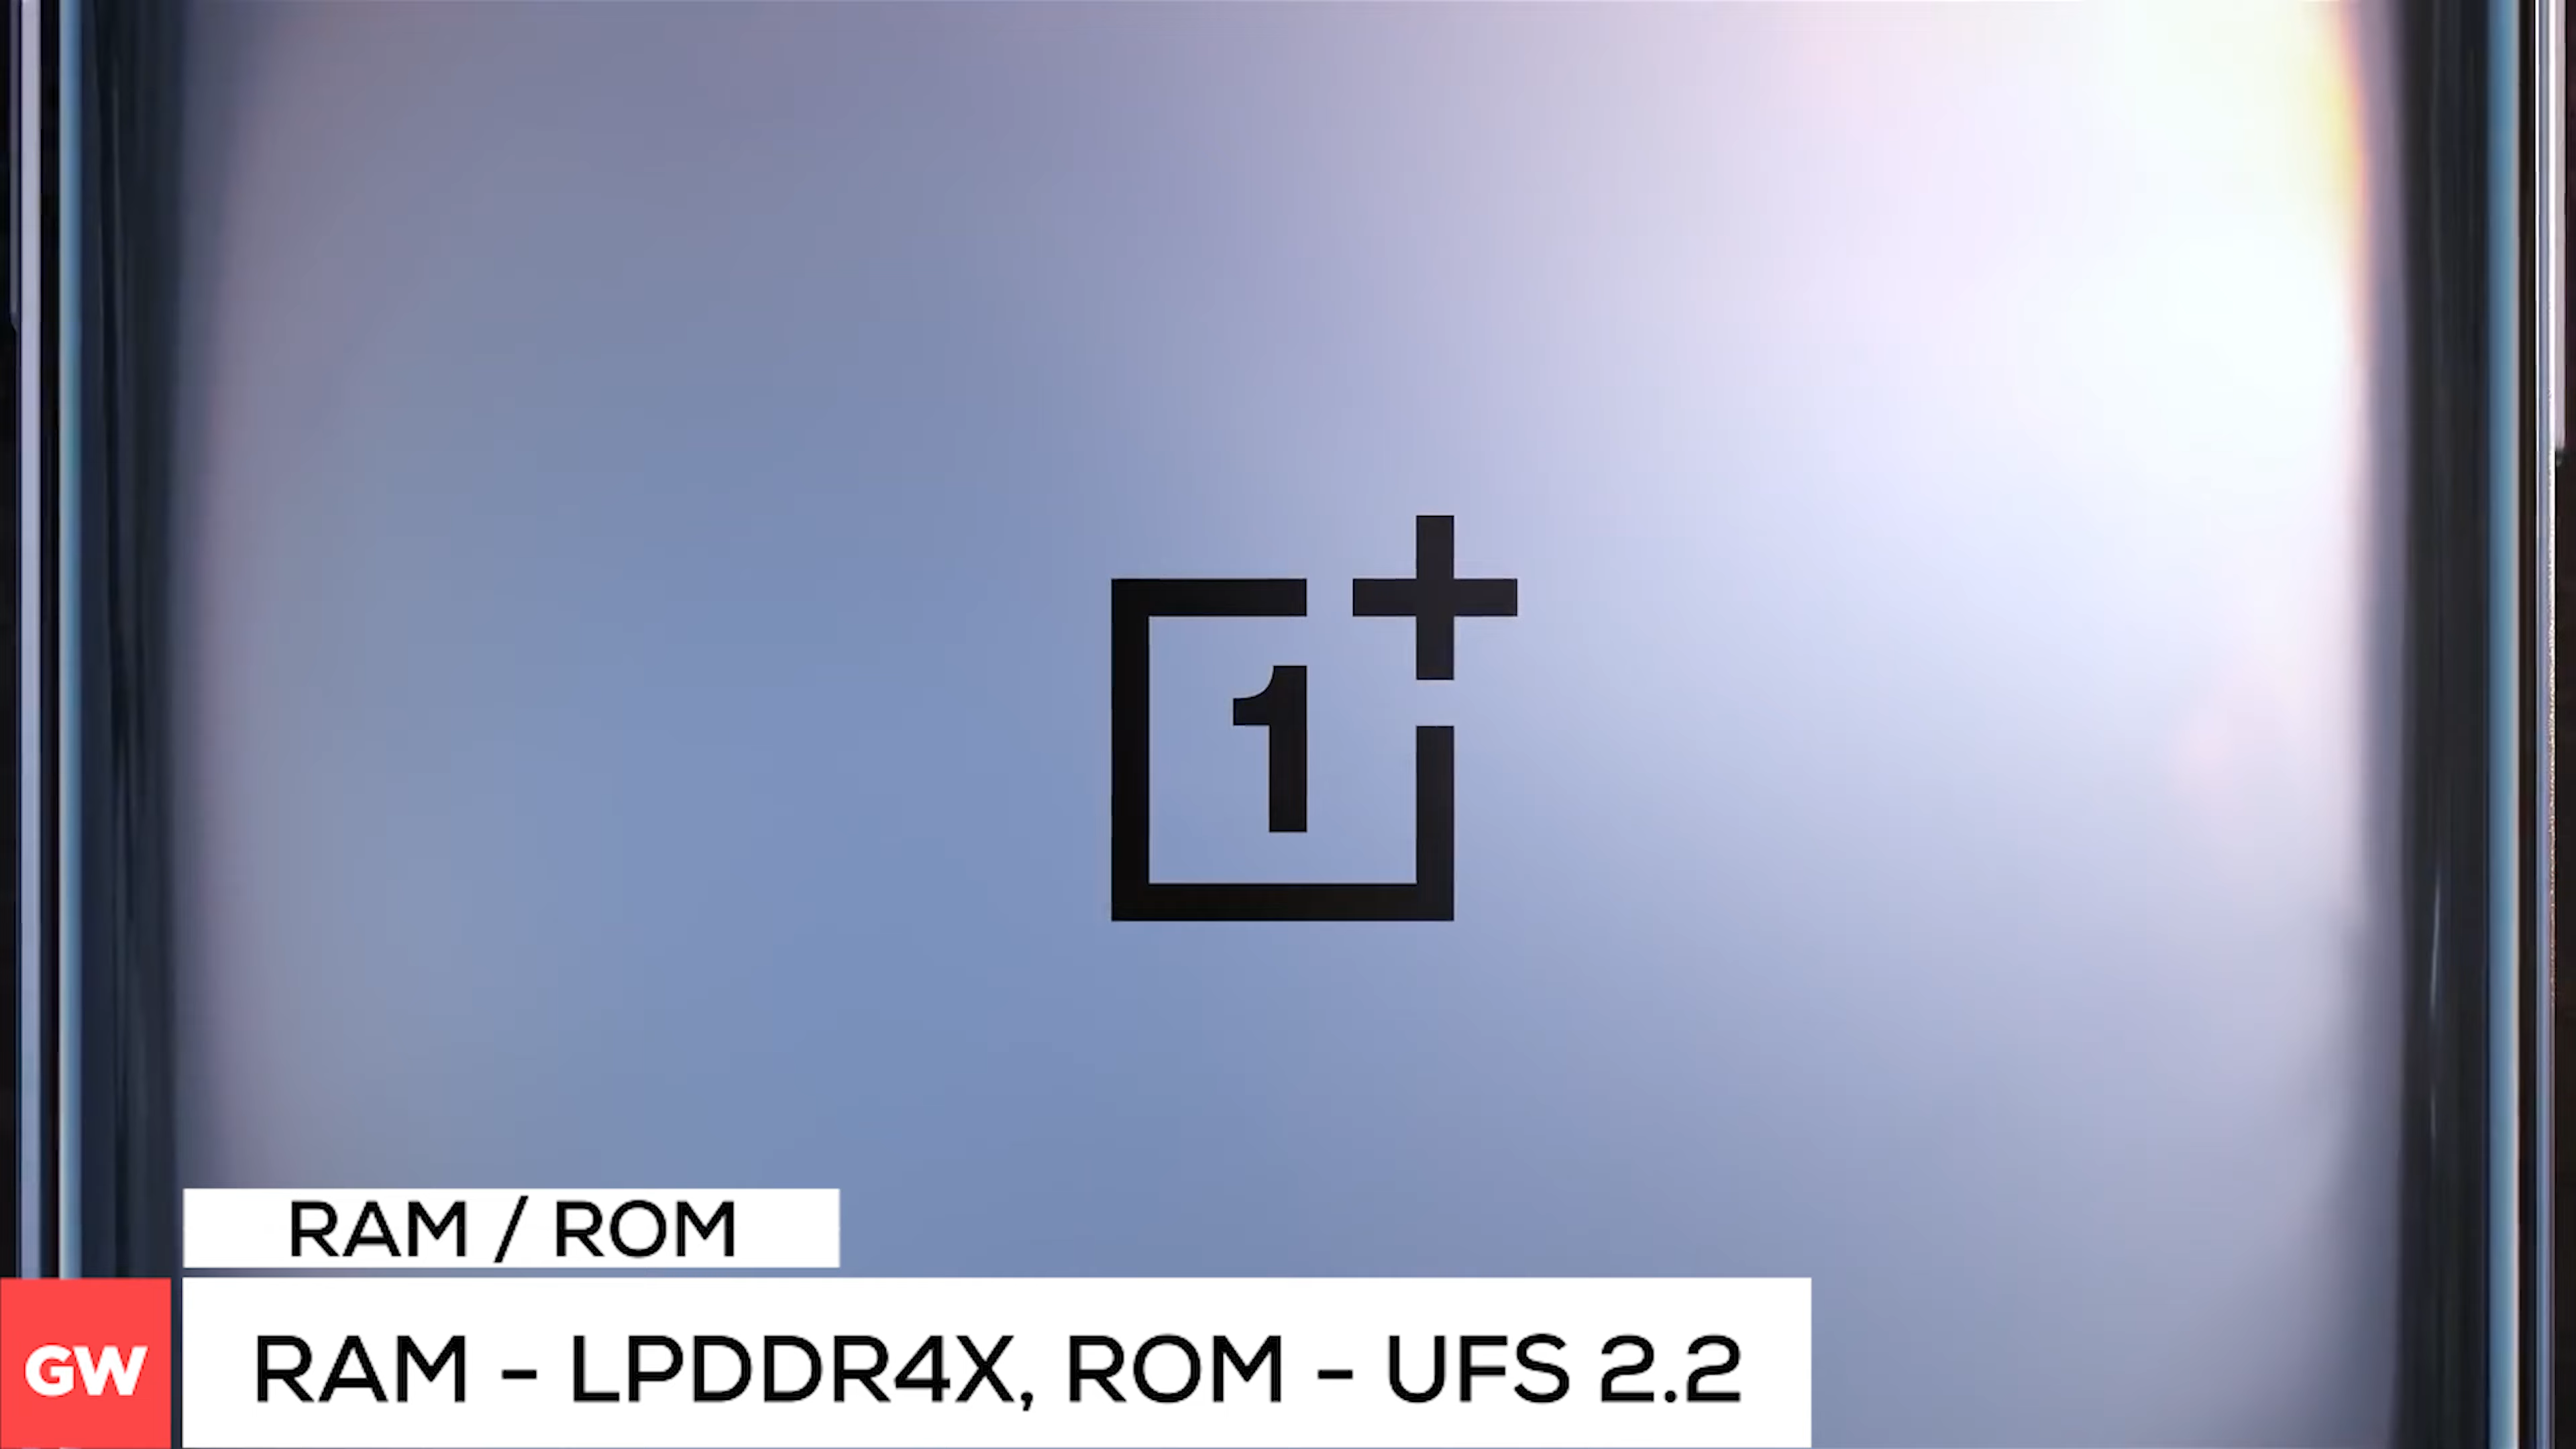 1+
RAM / ROM
GW
RAM - LPDDR4X, ROM - UFS 2.2